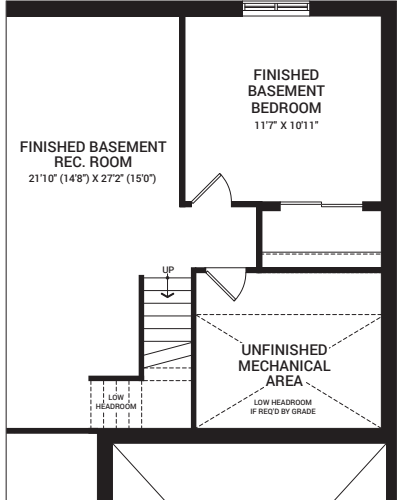 FINISHED
BASEMENT
BEDROOM
11'7" X 10'11"
FINISHED BASEMENT
REC. ROOM
21'10" (14'8") X 27'2" (15'0")
UP
UNFINISHED
MECHANICAL
AREA
LOW HEADROOM
IF REQ'D BY GRADE
LOW
HEADROOM